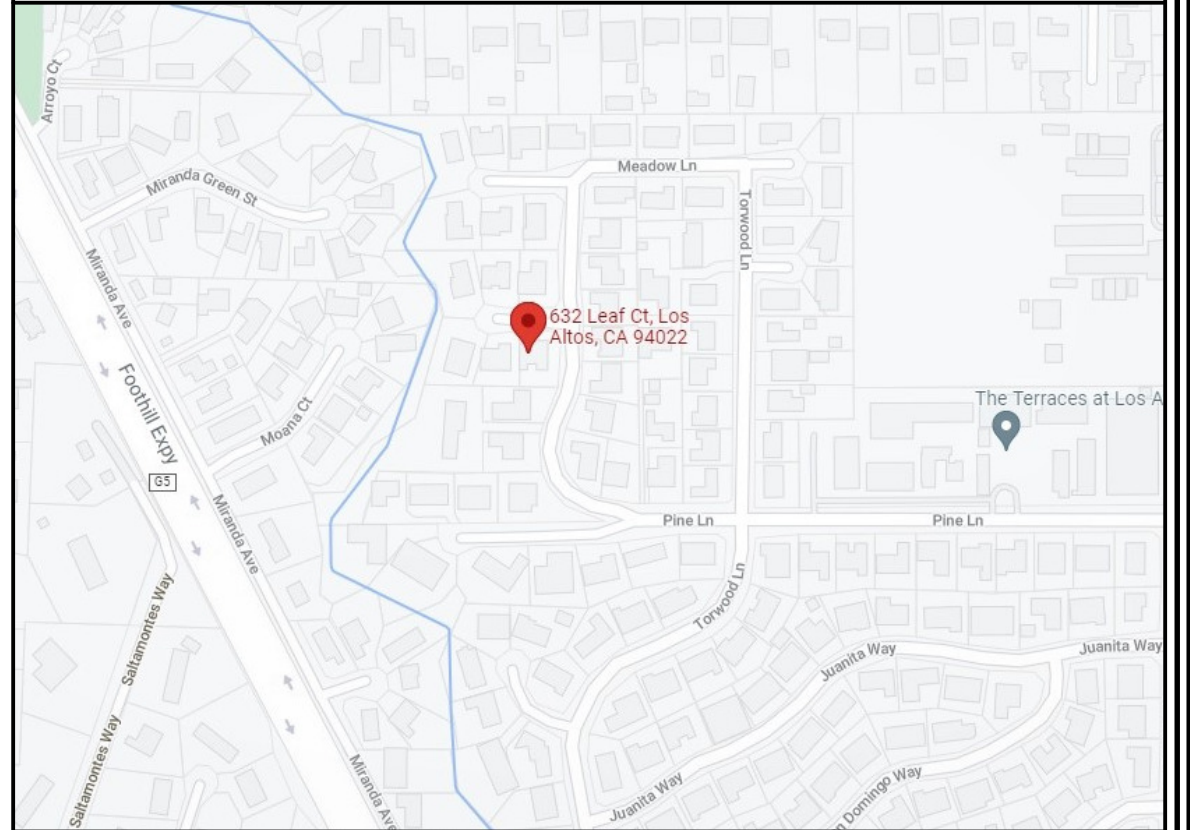 Arroyo Ct
Miranda Green St
Meadow Ln
Torwood Ln
Miranda Ave
632 Leaf Ct, Los
Altos, CA 94022
Foothill Expy
Moana Ct
The Terraces at Los A
G5
Miranda Ave
Pine Ln
Pine Ln
Saltamontes Way
Torwood Ln
Juanita Way
Juanita Way
Saltamontes Way
Miranda Ave
Juanita Way
n Domingo Way